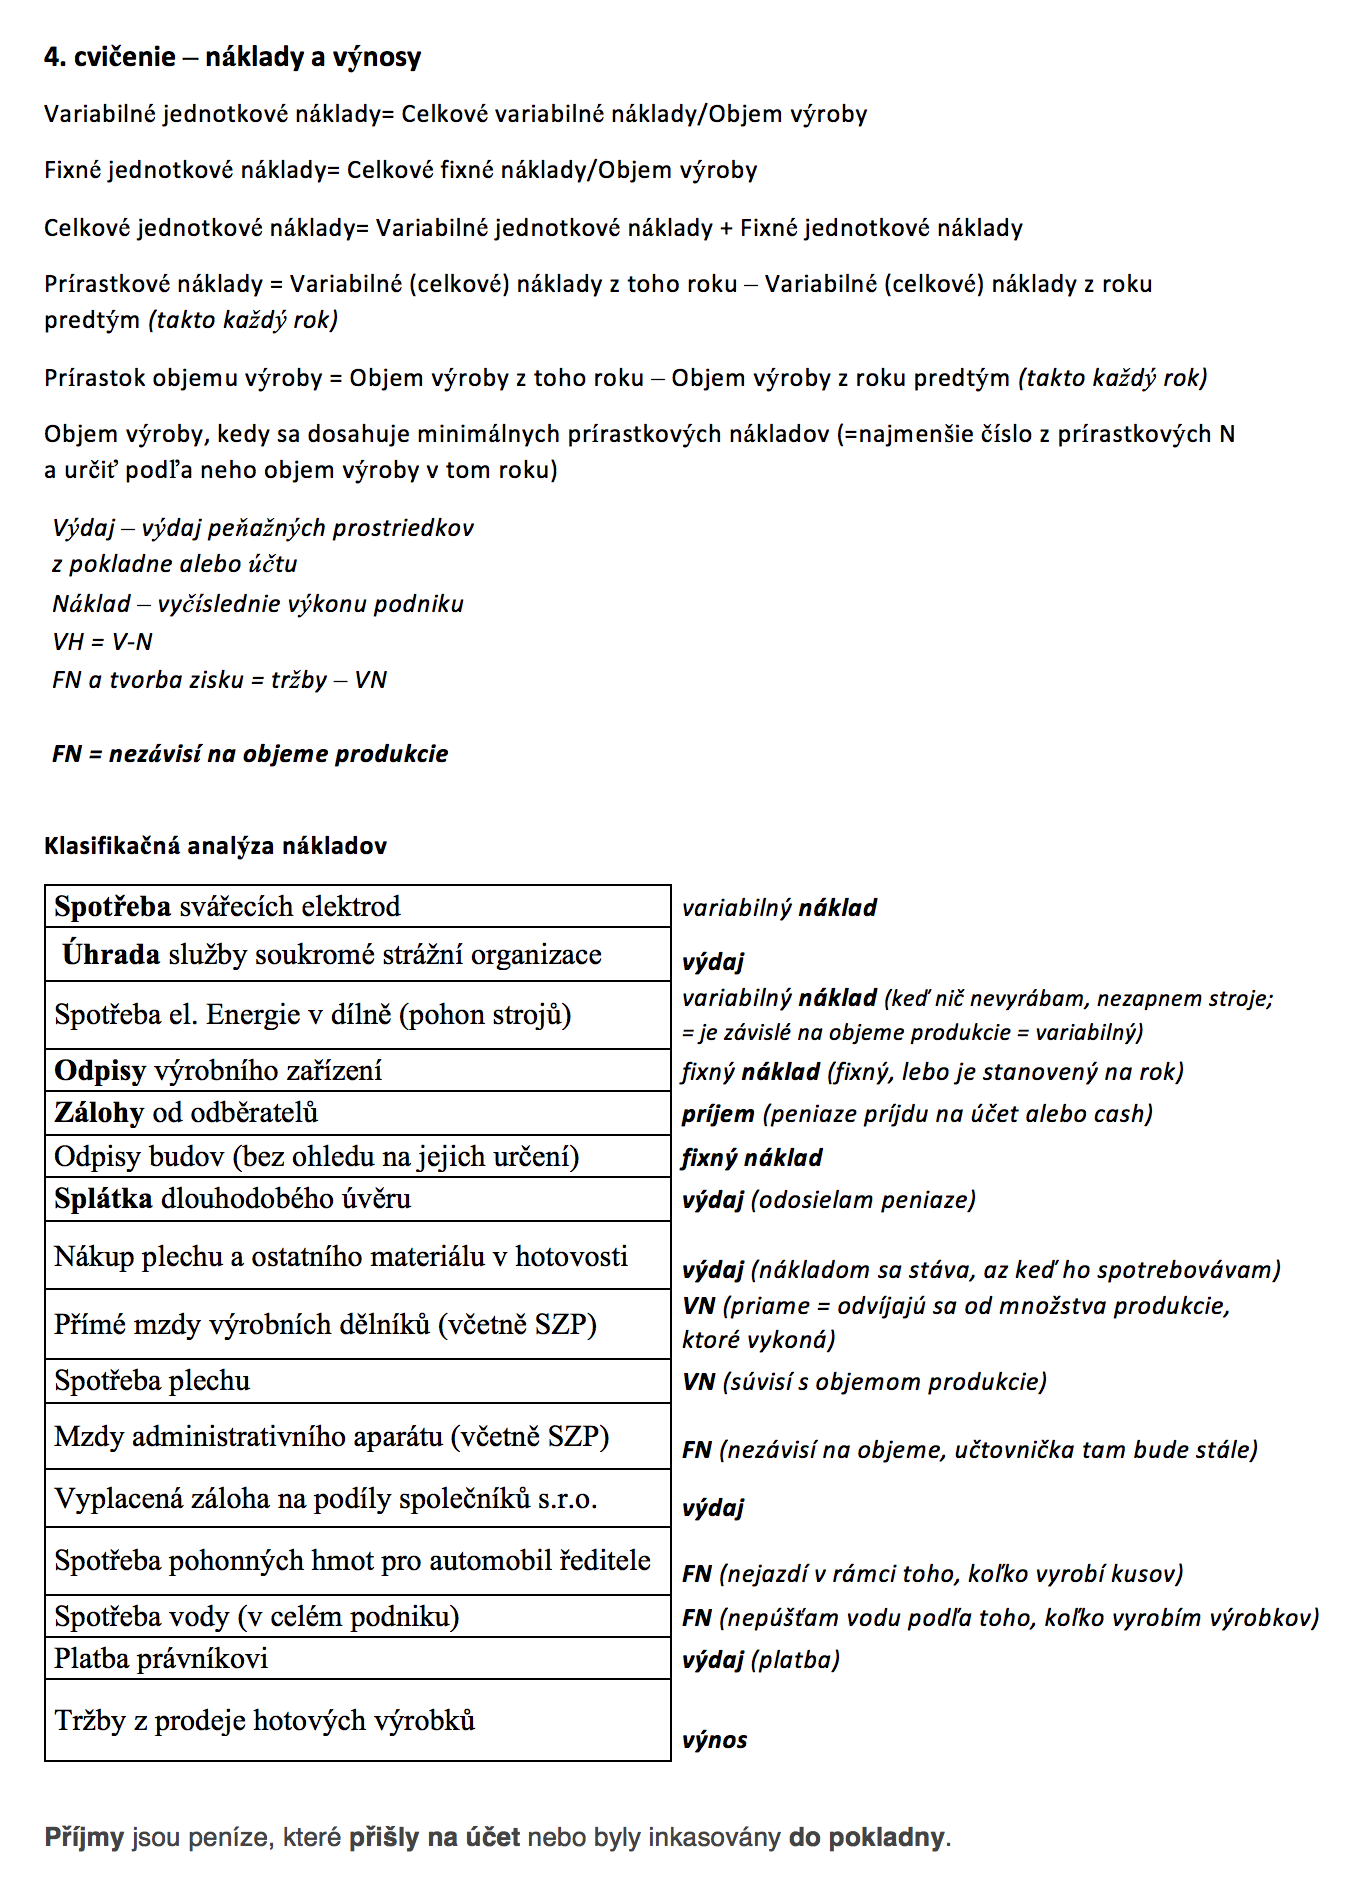 4. cvičenie – náklady a výnosy
Variabilné jednotkové náklady= Celkové variabilné náklady/Objem výroby
Fixné jednotkové náklady= Celkové fixné náklady/Objem výroby
Celkové jednotkové náklady= Variabilné jednotkové náklady + Fixné jednotkové náklady
Prírastkové náklady = Variabilné (celkové) náklady z toho roku – Variabilné (celkové) náklady z roku
predtým (takto každý rok)
Prírastok objemu výroby = Objem výroby z toho roku – Objem výroby z roku predtým (takto každý rok)
Objem výroby, kedy sa dosahuje minimálnych prírastkových nákladov (=najmenšie číslo z prírastkových N
a určiť podľa neho objem výroby v tom roku)
Výdaj – výdaj peňažných prostriedkov
z pokladne alebo účtu
Náklad – vyčíslednie výkonu podniku
VH = V-N
FN a tvorba zisku = tržby – VN
FN = nezávisí na objeme produkcie
Klasifikačná analýza nákladov
Spotřeba svářecích elektrod
variabilný náklad
Úhrada služby soukromé strážní organizace
výdaj
Spotřeba el. Energie v dílně (pohon strojů)
variabilný náklad (keď nič nevyrábam, nezapnem stroje;
= je závislé na objeme produkcie = variabilný)
Odpisy výrobního zařízení
fixný náklad (fixný, lebo je stanovený na rok)
Zálohy od odběratelů
príjem (peniaze príjdu na účet alebo cash)
Odpisy budov (bez ohledu na jejich určení)
fixný náklad
Splátka dlouhodobého úvěru
výdaj (odosielam peniaze)
Nákup plechu a ostatního materiálu v hotovosti
výdaj (nákladom sa stáva, az keď ho spotrebovávam)
Přímé mzdy výrobních dělníků (včetně SZP)
VN (priame = odvíjajú sa od množstva produkcie,
ktoré vykoná)
Spotřeba plechu
VN (súvisí s objemom produkcie)
Mzdy administrativního aparátu (včetně SZP)
FN (nezávisí na objeme, učtovnička tam bude stále)
Vyplacená záloha na podíly společníků s.r.o.
výdaj
Spotřeba pohonných hmot pro automobil ředitele
FN (nejazdí v rámci toho, koľko vyrobí kusov)
Spotřeba vody (v celém podniku)
FN (nepúšťam vodu podľa toho, koľko vyrobím výrobkov)
Platba právníkovi
výdaj (platba)
Tržby z prodeje hotových výrobků
výnos
Příjmy jsou peníze, které přišly na účet nebo byly inkasovány do pokladny.